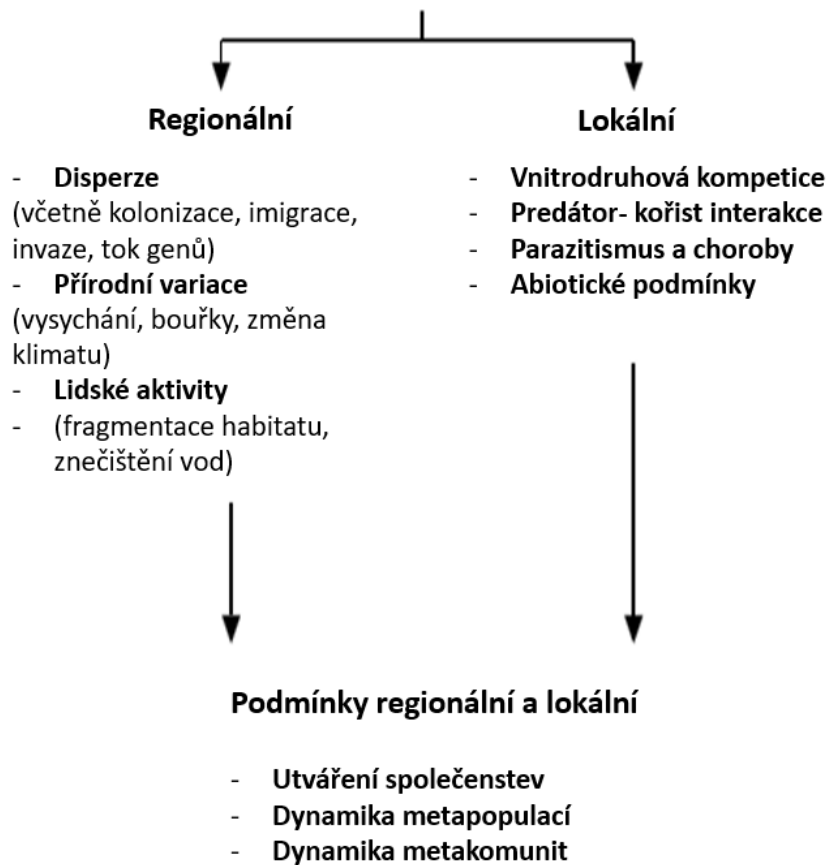 Regionální
- Disperze
(včetně kolonizace, imigrace,
invaze, tok genů)
- Přírodní variace
(vysychání, bouřky, změna
klimatu)
- Lidské aktivity
- (fragmentace habitatu,
znečištění vod)
Lokální
- Vnitrodruhová kompetice
- Predátor- kořist interakce
- Parazitismus a choroby
- Abiotické podmínky
Podmínky regionální a lokální
- Utváření společenstev
- Dynamika metapopulací
- Dynamika metakomunit